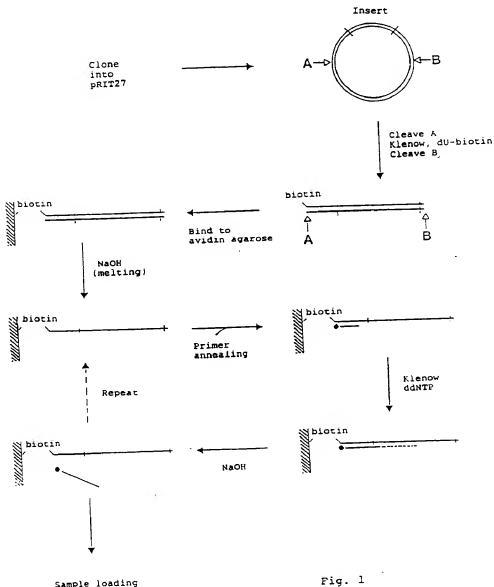 Insert
Clone
into
pRIT27
A
B
Cleave A
Klenow, dU-biotin
Cleave B
biotin
biotin
Bind to
avidin agarose
A
B
NaOH
(melting)
biotin
Primer
annealing
biotin
Repeat
Klenow
ddNTP
biotin
NaOH
biotin
Sample loading
Fig. 1